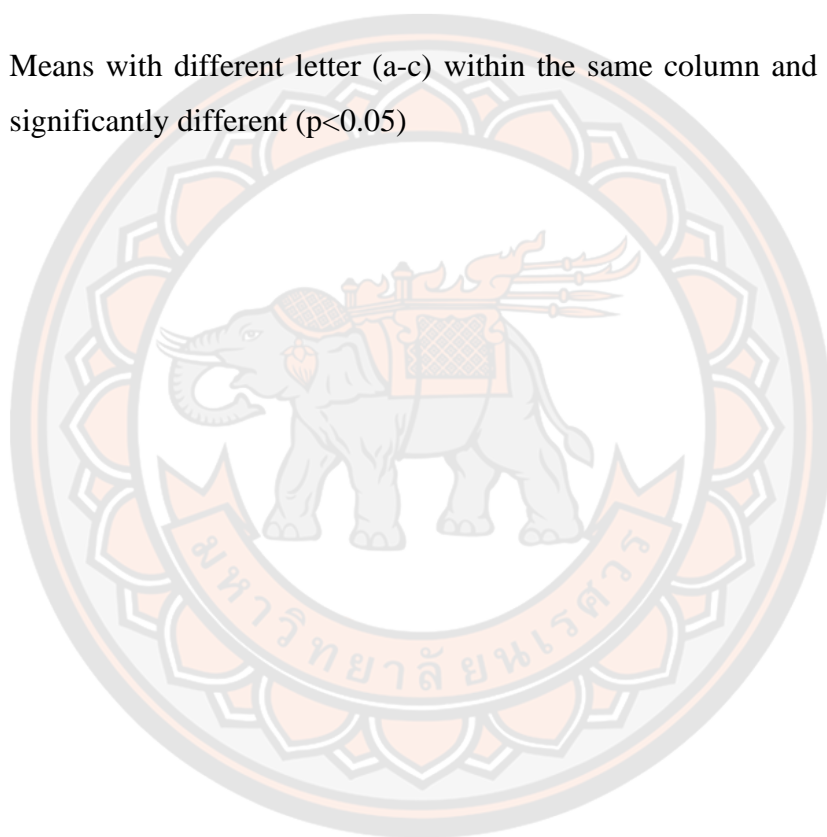 Means with different letter (a-c) within the same column and
significantly different (p<0.05)
มหาวิทยาลัยนเรศวร